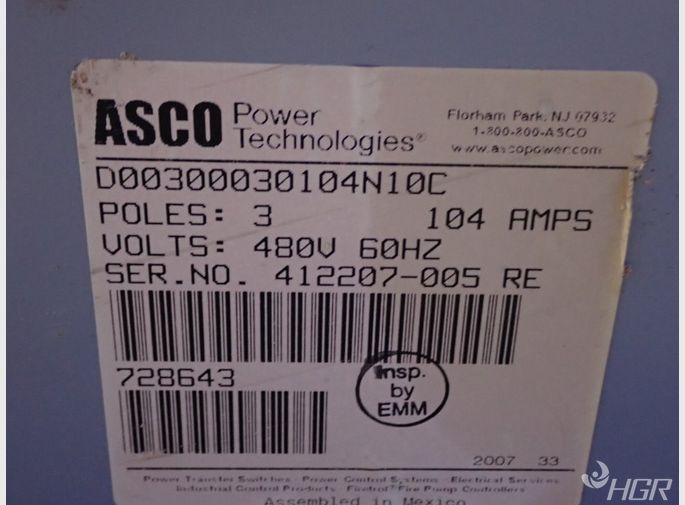 ASCO Power Technologies®
Florham Park, NJ 07932
1-800-800-ASCO
www.ascopower.com
D00300030104N10C
POLES: 3 104 AMPS
VOLTS: 480V 60HZ
SER.NO. 412207-005 RE
728643
Insp.
by
EMM
2007 33
Power Transfer Switches · Power Control Systems · Electrical Services
Industrial Control Products · Firetrol® Fire Pump Controllers
Assembled in Mexico
HGR